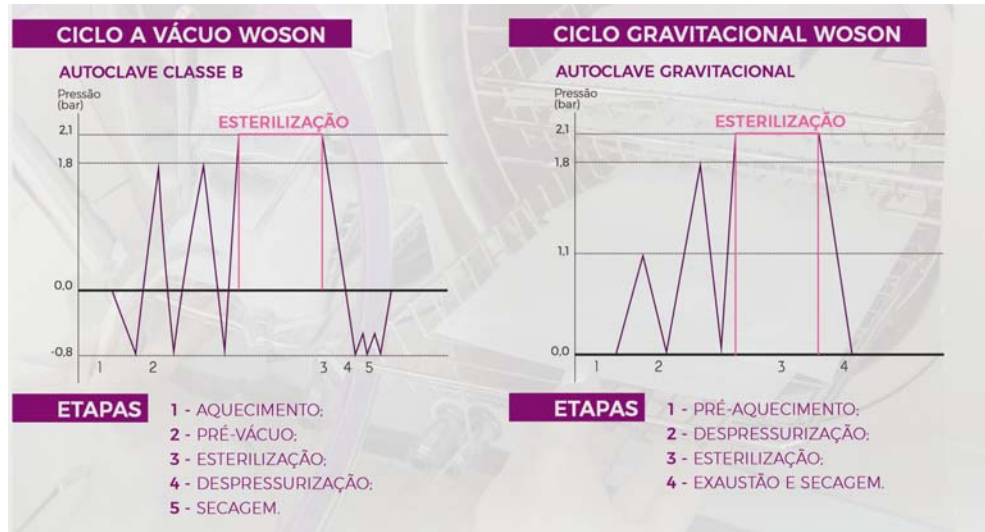 CICLO A VÁCUO WOSON
AUTOCLAVE CLASSE B
Pressão
(bar)
ESTERILIZAÇÃO
2,1
1,8
0,0
-0,8
1 2 3 4 5
ETAPAS
1 - AQUECIMENTO;
2 - PRÉ-VÁCUO;
3 - ESTERILIZAÇÃO;
4 - DESPRESSURIZAÇÃO;
5 - SECAGEM.
CICLO GRAVITACIONAL WOSON
AUTOCLAVE GRAVITACIONAL
Pressão
(bar)
ESTERILIZAÇÃO
2,1
1,8
1,1
0,0
1 2 3 4
ETAPAS
1 - PRÉ-AQUECIMENTO;
2 - DESPRESSURIZAÇÃO;
3 - ESTERILIZAÇÃO;
4 - EXAUSTÃO E SECAGEM.